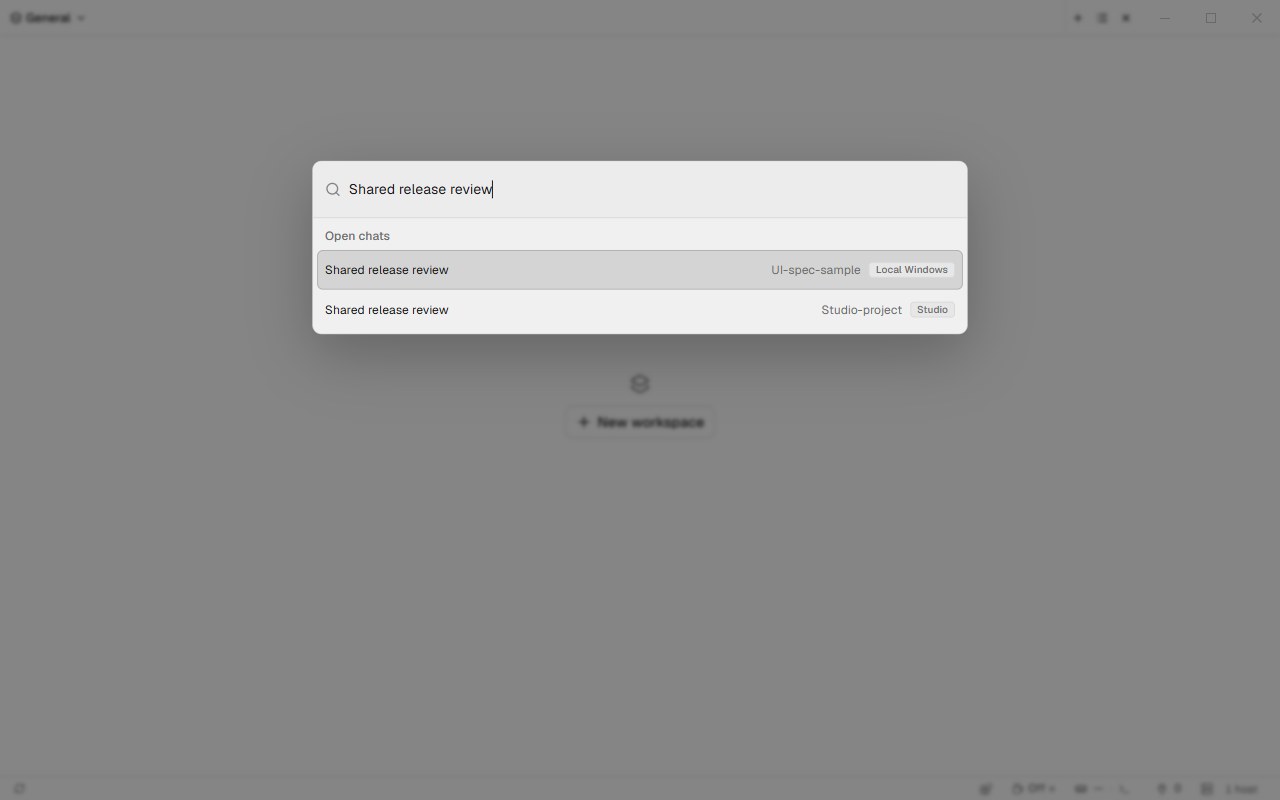 General
Shared release review
Open chats
Shared release review UI-spec-sample Local Windows
Shared release review Studio-project Studio
New workspace